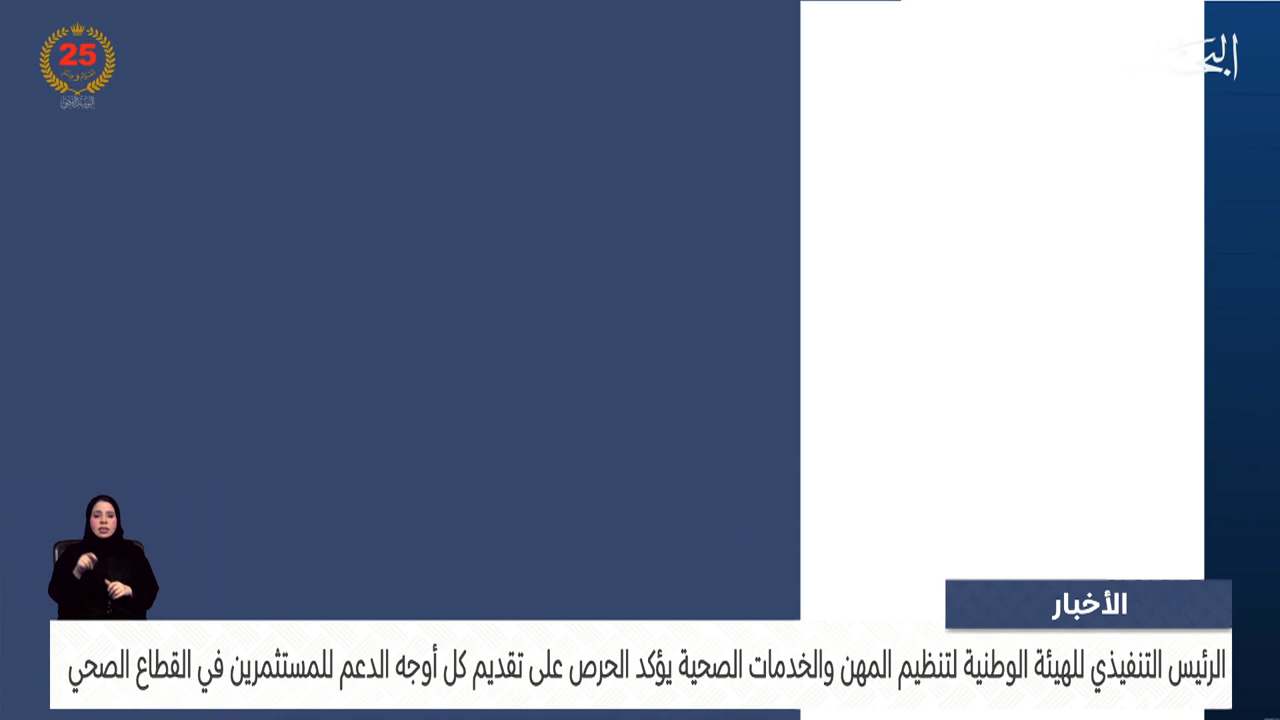 25
الأخبار
الرئيس التنفيذي للهيئة الوطنية لتنظيم المهن والخدمات الصحية يؤكد الحرص على تقديم كل أوجه الدعم للمستثمرين في القطاع الصحي